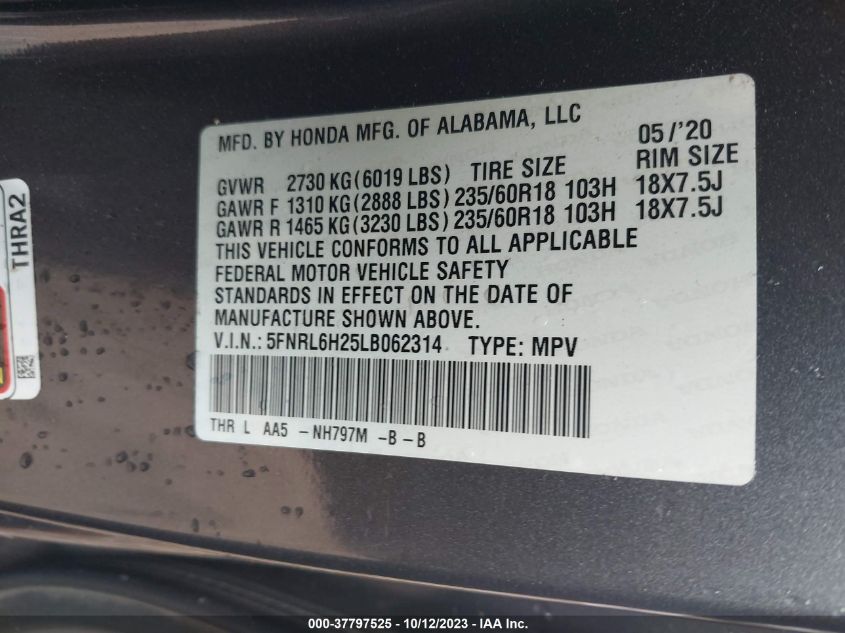 MFD. BY HONDA MFG. OF ALABAMA, LLC 05/'20
GVWR 2730 KG(6019 LBS) TIRE SIZE RIM SIZE
GAWR F 1310 KG(2888 LBS) 235/60R18 103H 18X7.5J
GAWR R 1465 KG(3230 LBS) 235/60R18 103H 18X7.5J
THIS VEHICLE CONFORMS TO ALL APPLICABLE
FEDERAL MOTOR VEHICLE SAFETY
STANDARDS IN EFFECT ON THE DATE OF
MANUFACTURE SHOWN ABOVE.
V.I.N.: 5FNRL6H25LB062314 TYPE: MPV
THR L AA5 -NH797M -B-B
THRA2
000-37797525 - 10/12/2023 - IAA Inc.